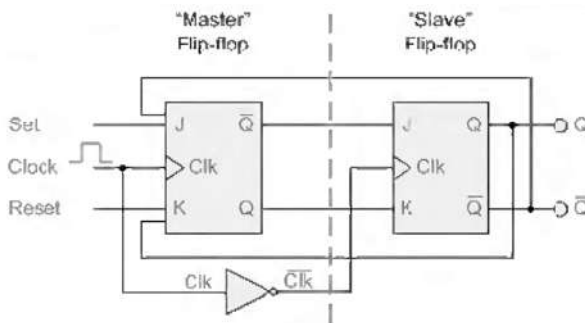 "Master"
Flip-flop
"Slave"
Flip-flop
Set
J
Q̅
J
Q
Q
Clock
Clk
Clk
Reset
K
Q
K
Q̅
Q̅
Clk
C̅l̅k̅